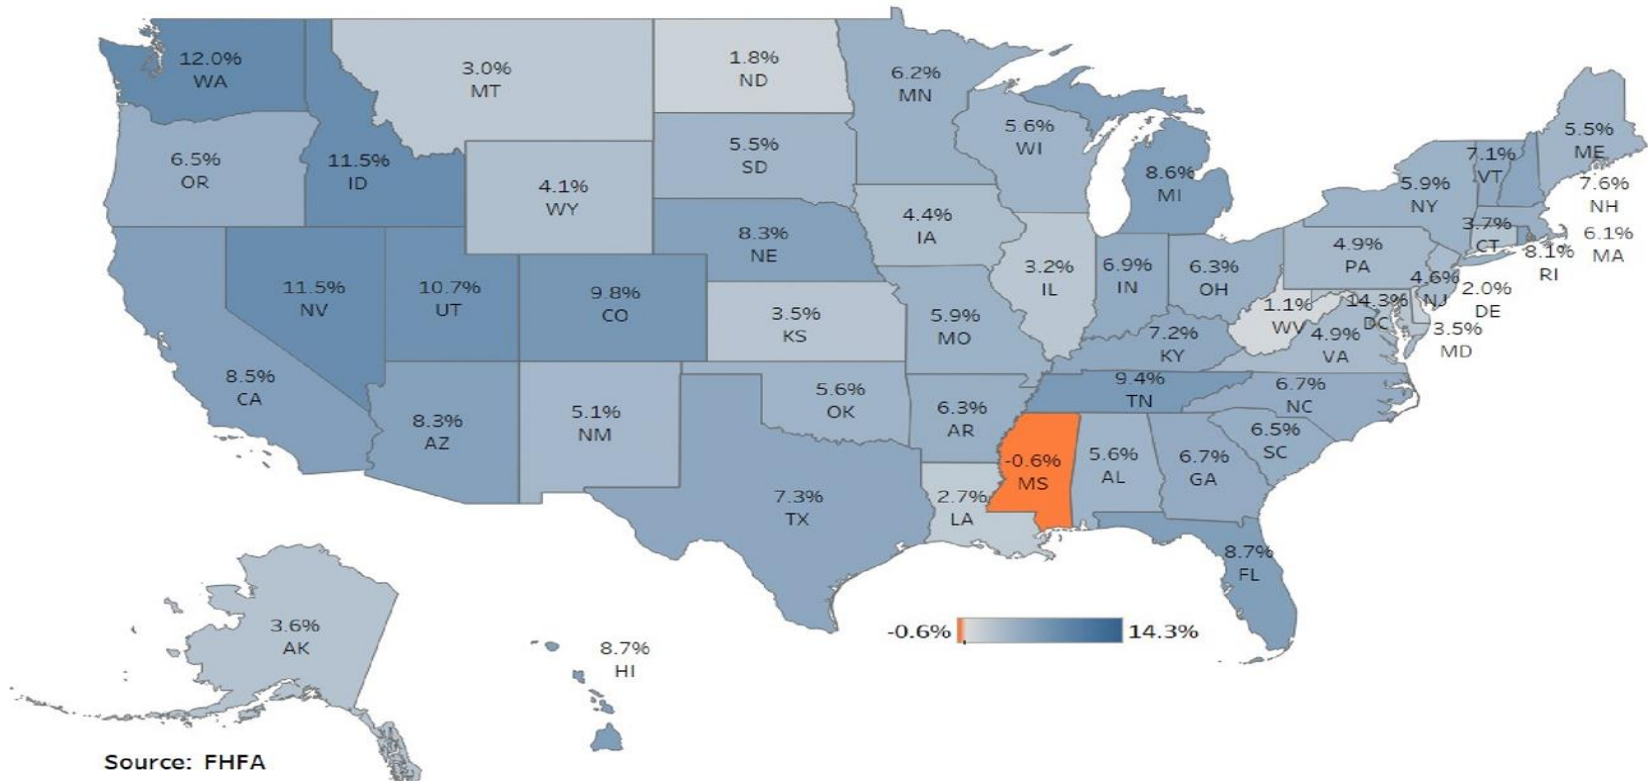 12.0%
WA
3.0%
MT
1.8%
ND
6.2%
MN
5.6%
WI
8.6%
MI
5.5%
ME
7.1%
VT
7.6%
NH
6.5%
OR
11.5%
ID
4.1%
WY
5.5%
SD
5.9%
NY
3.7%
CT
6.1%
MA
8.1%
RI
8.3%
NE
4.4%
IA
3.2%
IL
6.9%
IN
6.3%
OH
4.9%
PA
4.6%
NJ
2.0%
DE
11.5%
NV
10.7%
UT
9.8%
CO
3.5%
KS
5.9%
MO
7.2%
KY
1.1%
WV
14.3%
DC
4.9%
VA
3.5%
MD
8.5%
CA
8.3%
AZ
5.1%
NM
5.6%
OK
6.3%
AR
9.4%
TN
6.7%
NC
6.5%
SC
7.3%
TX
2.7%
LA
-0.6%
MS
5.6%
AL
6.7%
GA
8.7%
FL
3.6%
AK
8.7%
HI
-0.6% 14.3%
Source: FHFA